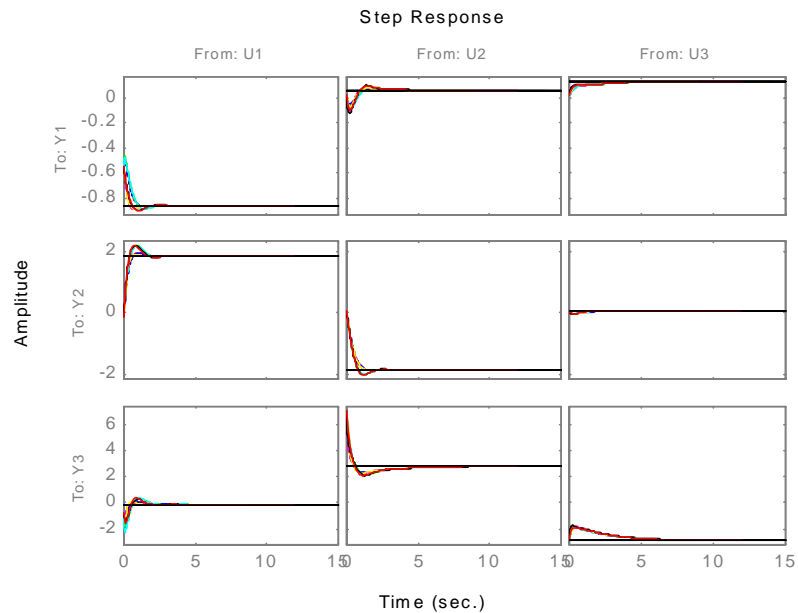 Step Response
From: U1
From: U2
From: U3
To: Y1
0
-0.2
-0.4
-0.6
-0.8
Amplitude
To: Y2
2
0
-2
To: Y3
6
4
2
0
-2
0 5 10 15
0 5 10 15
0 5 10 15
Time (sec.)